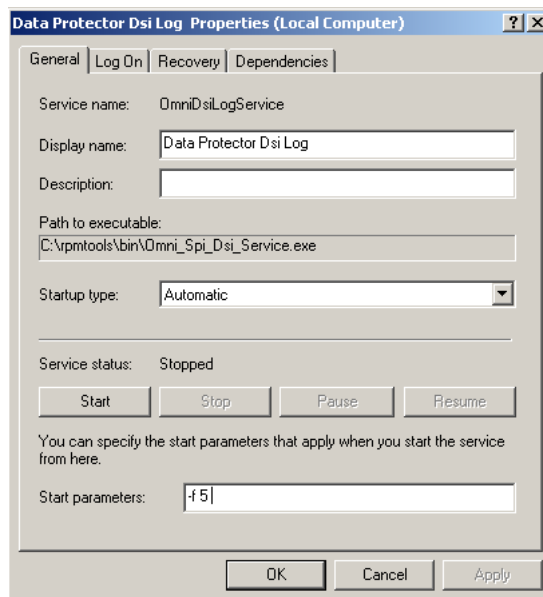 Data Protector Dsi Log Properties (Local Computer)
General Log On Recovery Dependencies
Service name: OmniDsiLogService
Display name: Data Protector Dsi Log
Description:
Path to executable:
C:\rpmtools\bin\Omni_Spi_Dsi_Service.exe
Startup type: Automatic
Service status: Stopped
Start Stop Pause Resume
You can specify the start parameters that apply when you start the service
from here.
Start parameters: -f 5
OK Cancel Apply